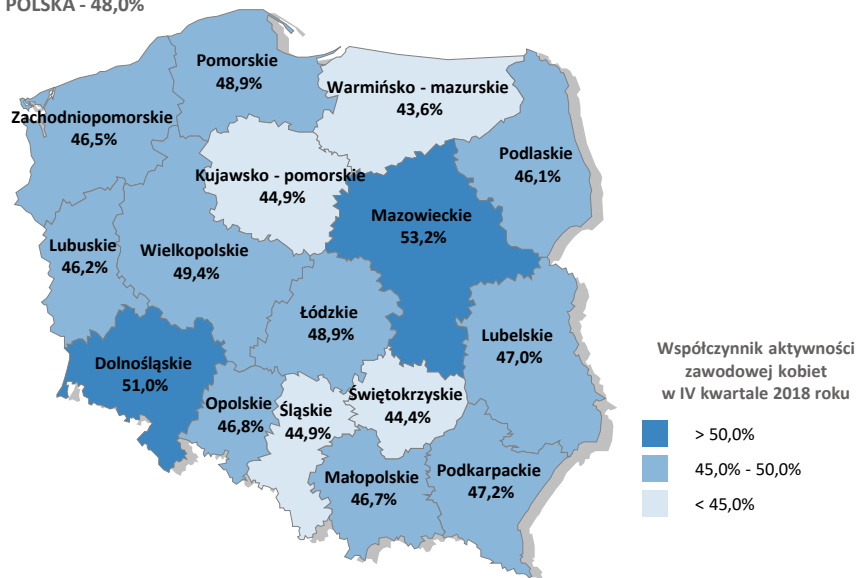 POLSKA - 48,0%
Pomorskie
48,9%
Warmińsko - mazurskie
43,6%
Zachodniopomorskie
46,5%
Podlaskie
46,1%
Kujawsko - pomorskie
44,9%
Mazowieckie
53,2%
Lubuskie
46,2%
Wielkopolskie
49,4%
Łódzkie
48,9%
Lubelskie
47,0%
Dolnośląskie
51,0%
Opolskie
46,8%
Śląskie
44,9%
Świętokrzyskie
44,4%
Małopolskie
46,7%
Podkarpackie
47,2%
Współczynnik aktywności
zawodowej kobiet
w IV kwartale 2018 roku
> 50,0%
45,0% - 50,0%
< 45,0%